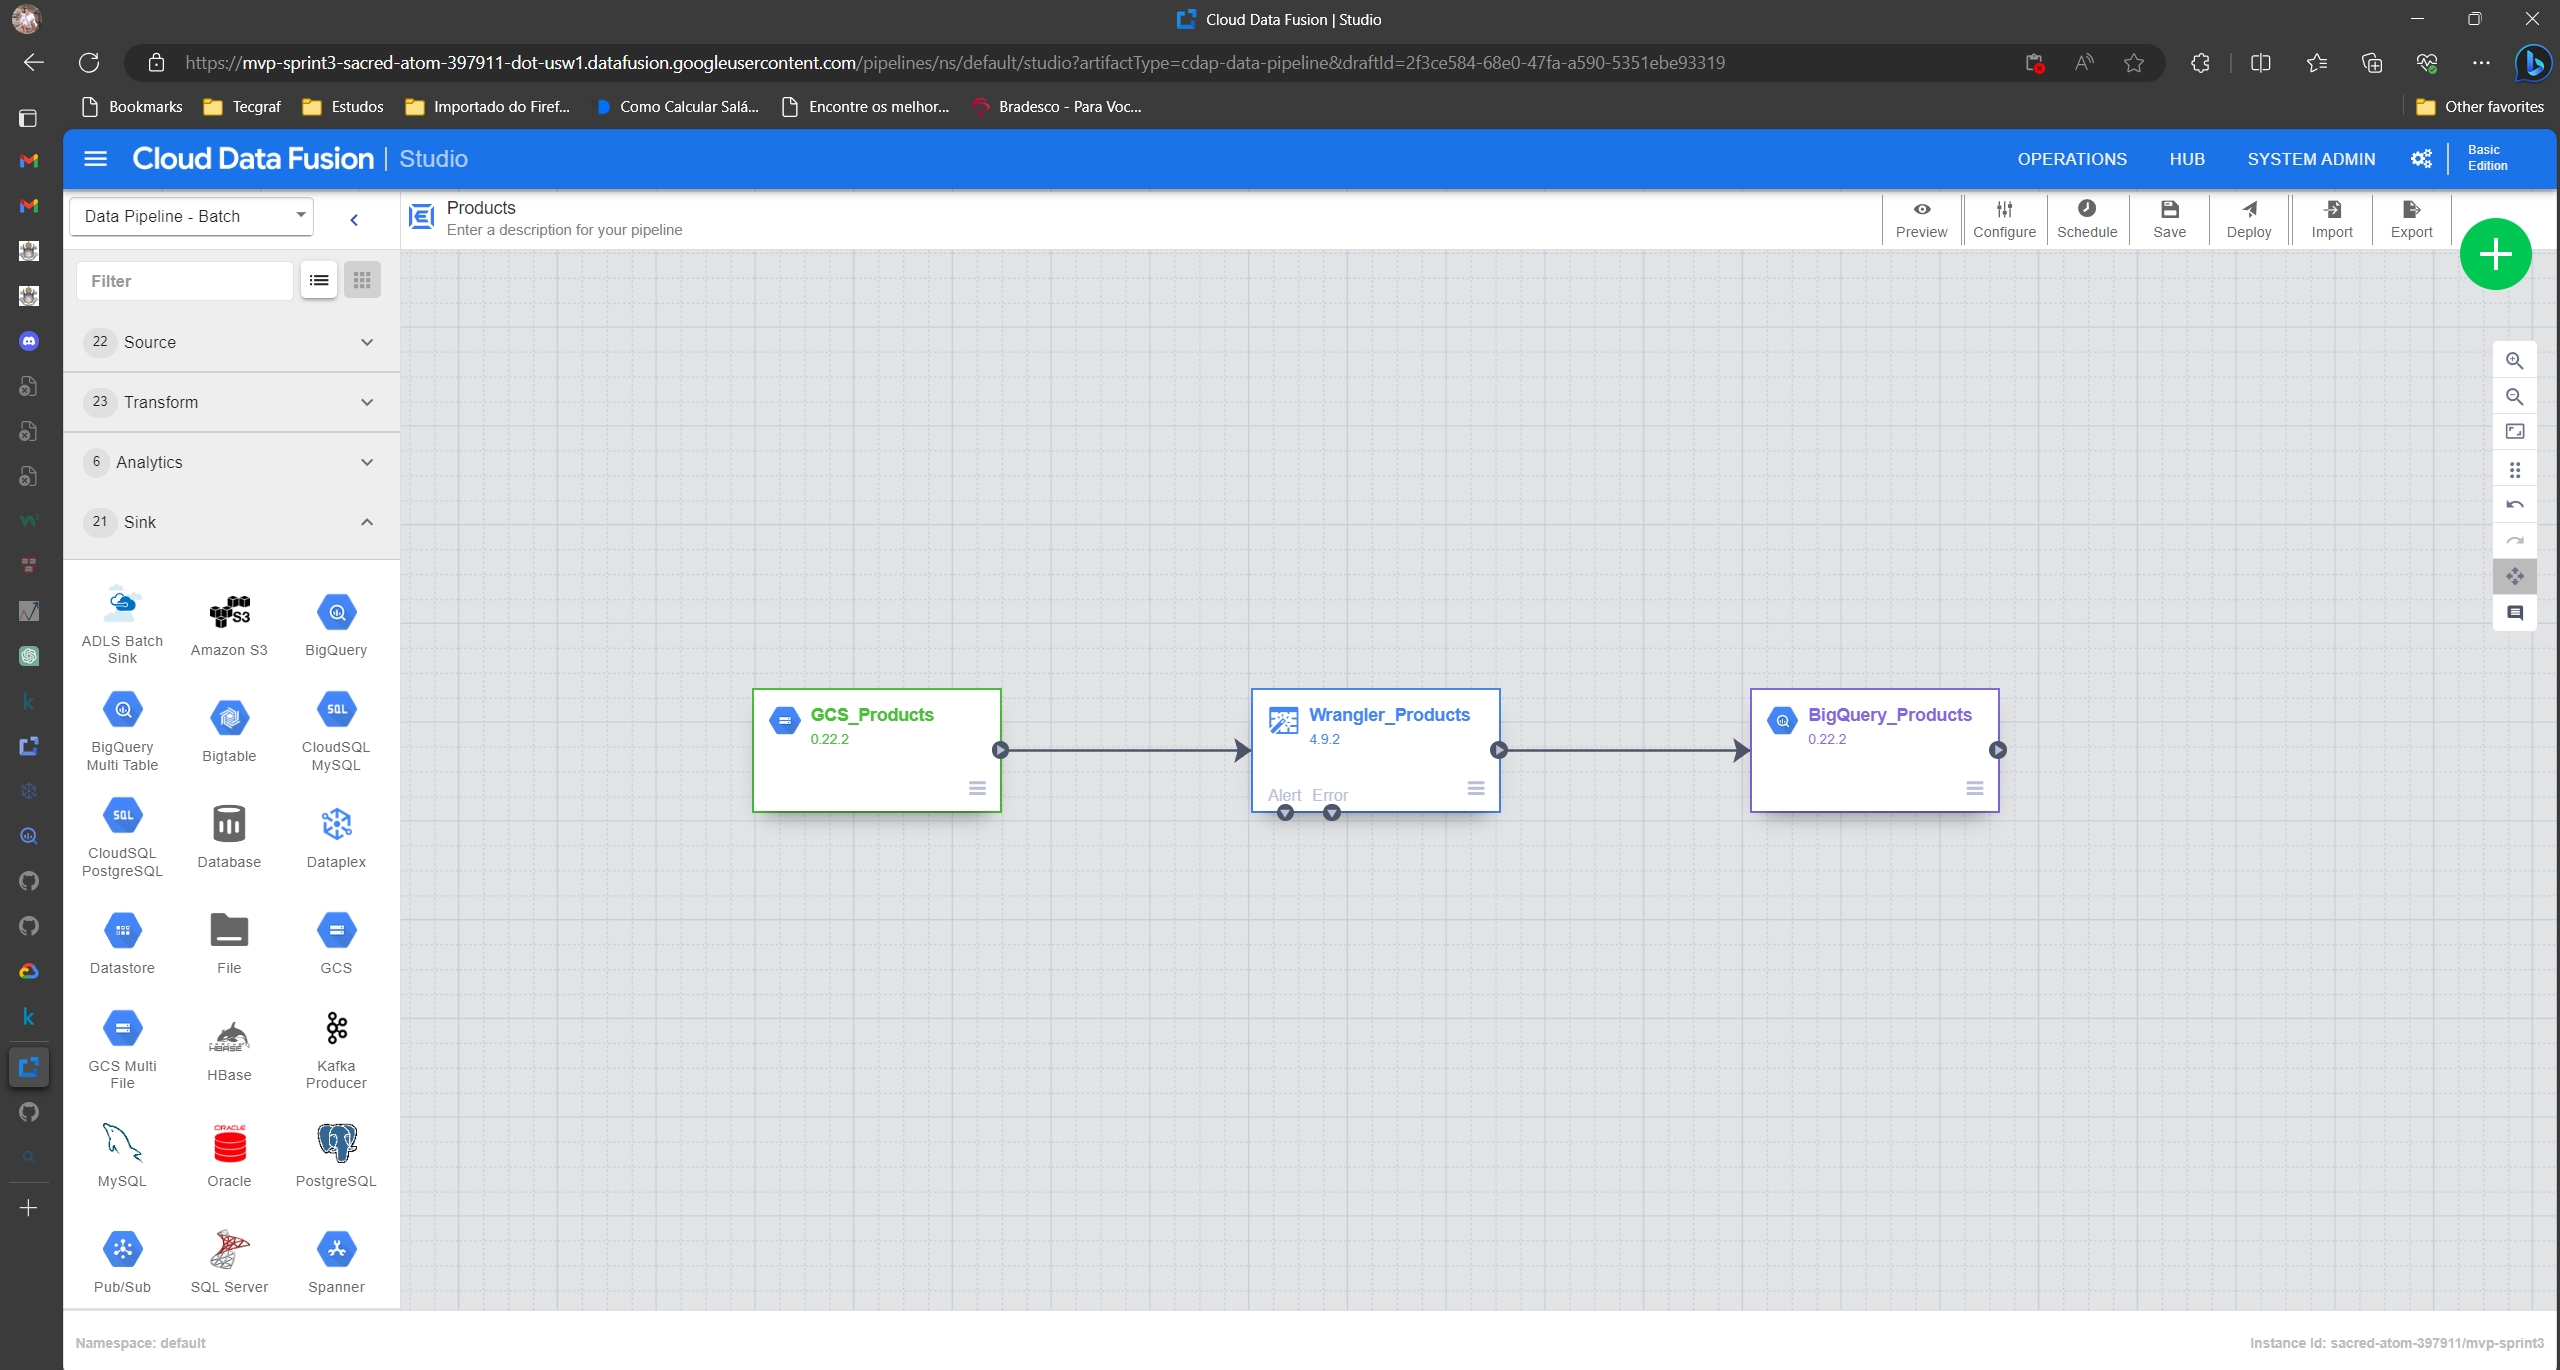 Cloud Data Fusion | Studio
https://mvp-sprint3-sacred-atom-397911-dot-usw1.datafusion.googleusercontent.com/pipelines/ns/default/studio?artifactType=cdap-data-pipeline&draftId=2f3ce584-68e0-47fa-a590-5351ebe93319
Bookmarks Tecgraf Estudos Importado do Firef... Como Calcular Salá... Encontre os melhor... Bradesco - Para Voc... Other favorites
Cloud Data Fusion | Studio OPERATIONS HUB SYSTEM ADMIN Basic
Edition
Data Pipeline - Batch
Products
Enter a description for your pipeline
Preview Configure Schedule Save Deploy Import Export
Filter
22 Source
23 Transform
6 Analytics
21 Sink
ADLS Batch
Sink
Amazon S3
BigQuery
BigQuery
Multi Table
Bigtable
CloudSQL
MySQL
SQL
CloudSQL
PostgreSQL
SQL
Database
Dataplex
Datastore
File
GCS
GCS Multi
File
HBASE
HBase
Kafka
Producer
MySQL
ORACLE
Oracle
PostgreSQL
Pub/Sub
SQL Server
Spanner
S3
GCS_Products
0.22.2
Wrangler_Products
4.9.2
Alert Error
BigQuery_Products
0.22.2
Namespace: default
Instance Id: sacred-atom-397911/mvp-sprint3